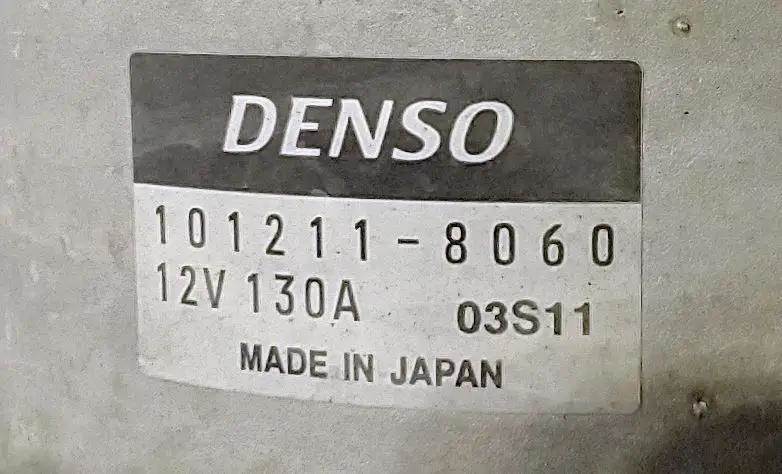 DENSO
101211-8060
12V 130A 03S11
MADE IN JAPAN